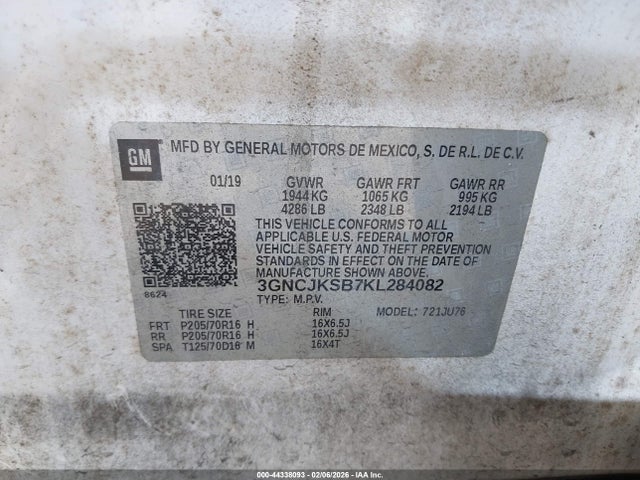 GM
MFD BY GENERAL MOTORS DE MEXICO, S. DE R.L. DE C.V.
01/19 GVWR GAWR FRT GAWR RR
1944 KG 1065 KG 995 KG
4286 LB 2348 LB 2194 LB
THIS VEHICLE CONFORMS TO ALL
APPLICABLE U.S. FEDERAL MOTOR
VEHICLE SAFETY AND THEFT PREVENTION
STANDARDS IN EFFECT ON THE DATE OF
MANUFACTURE SHOWN ABOVE.
8624
3GNCJKSB7KL284082
TYPE: M.P.V. MODEL: 721JU76
TIRE SIZE RIM
FRT P205/70R16 H 16X6.5J
RR P205/70R16 H 16X6.5J
SPA T125/70D16 M 16X4T
000-44338093 - 02/06/2026 - IAA Inc.